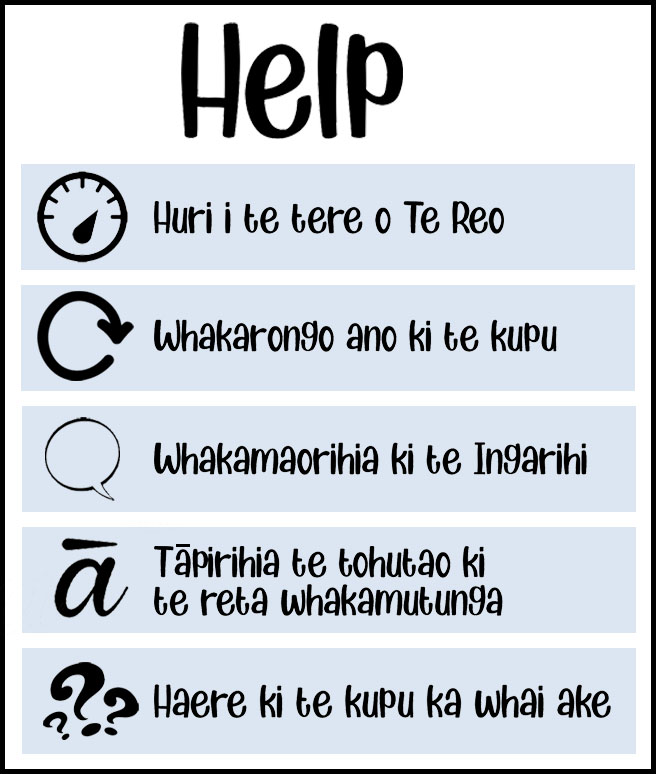 Help
Huri i te tere o Te Reo
Whakarongo ano ki te kupu
Whakamaorihia ki te Ingarihi
ā
Tāpirihia te tohutao ki
te reta whakamutunga
???
Haere ki te kupu ka whai ake